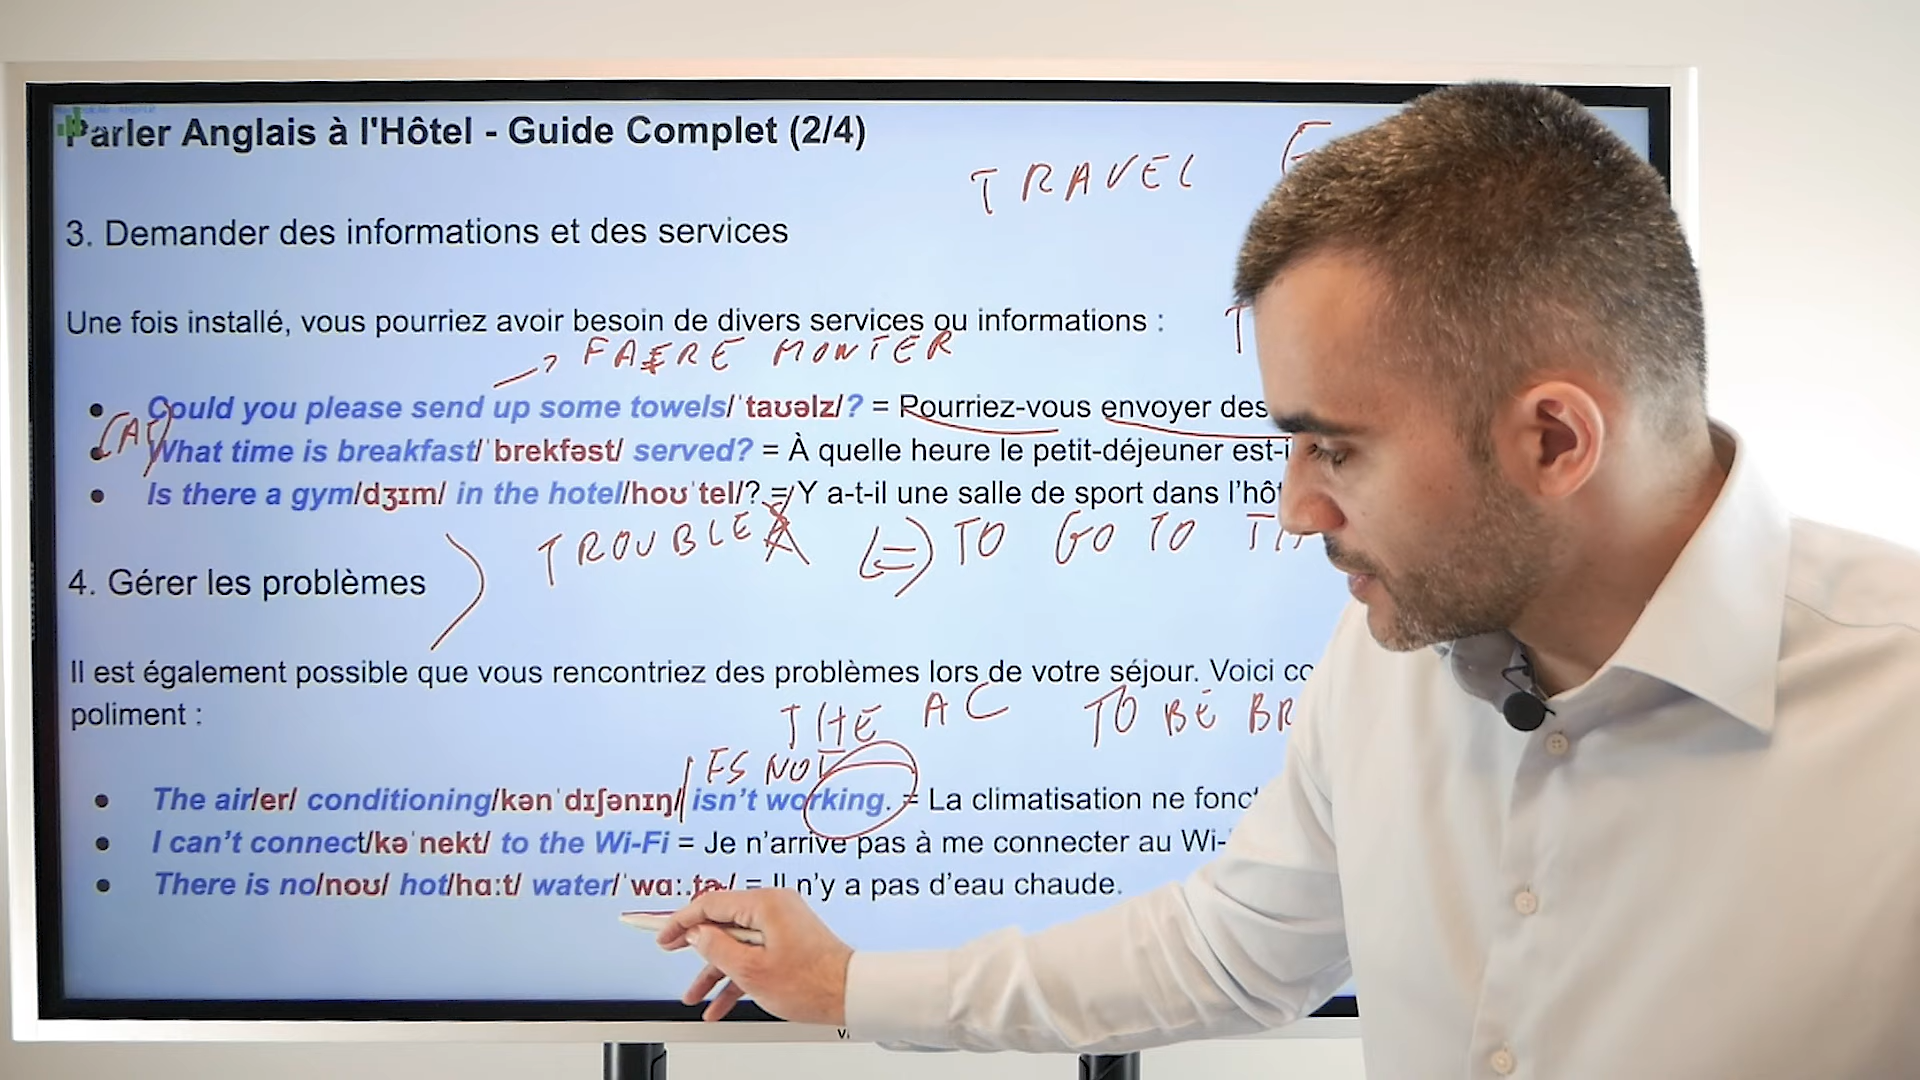 Parler Anglais à l'Hôtel - Guide Complet (2/4)
TRAVEL
3. Demander des informations et des services
Une fois installé, vous pourriez avoir besoin de divers services ou informations :
T
FAIRE MONTER
Could you please send up some towels/ˈtaʊəlz/? = Pourriez-vous envoyer des
(AT)
What time is breakfast/ˈbrekfəst/ served? = À quelle heure le petit-déjeuner est-i
Is there a gym/dʒɪm/ in the hotel/hoʊˈtel/? = Y a-t-il une salle de sport dans l’hôt
TROUBLE TO GO TO
4. Gérer les problèmes
Il est également possible que vous rencontriez des problèmes lors de votre séjour. Voici co
poliment :
THE AC TO BE BR
IS NOT
The air/er/ conditioning/kənˈdɪʃənɪŋ/ isn’t working. = La climatisation ne fonct
I can’t connect/kəˈnekt/ to the Wi-Fi = Je n’arrive pas à me connecter au Wi-
There is no/noʊ/ hot/hɑːt/ water/ˈwɑː.tɚ/ = Il n’y a pas d’eau chaude.